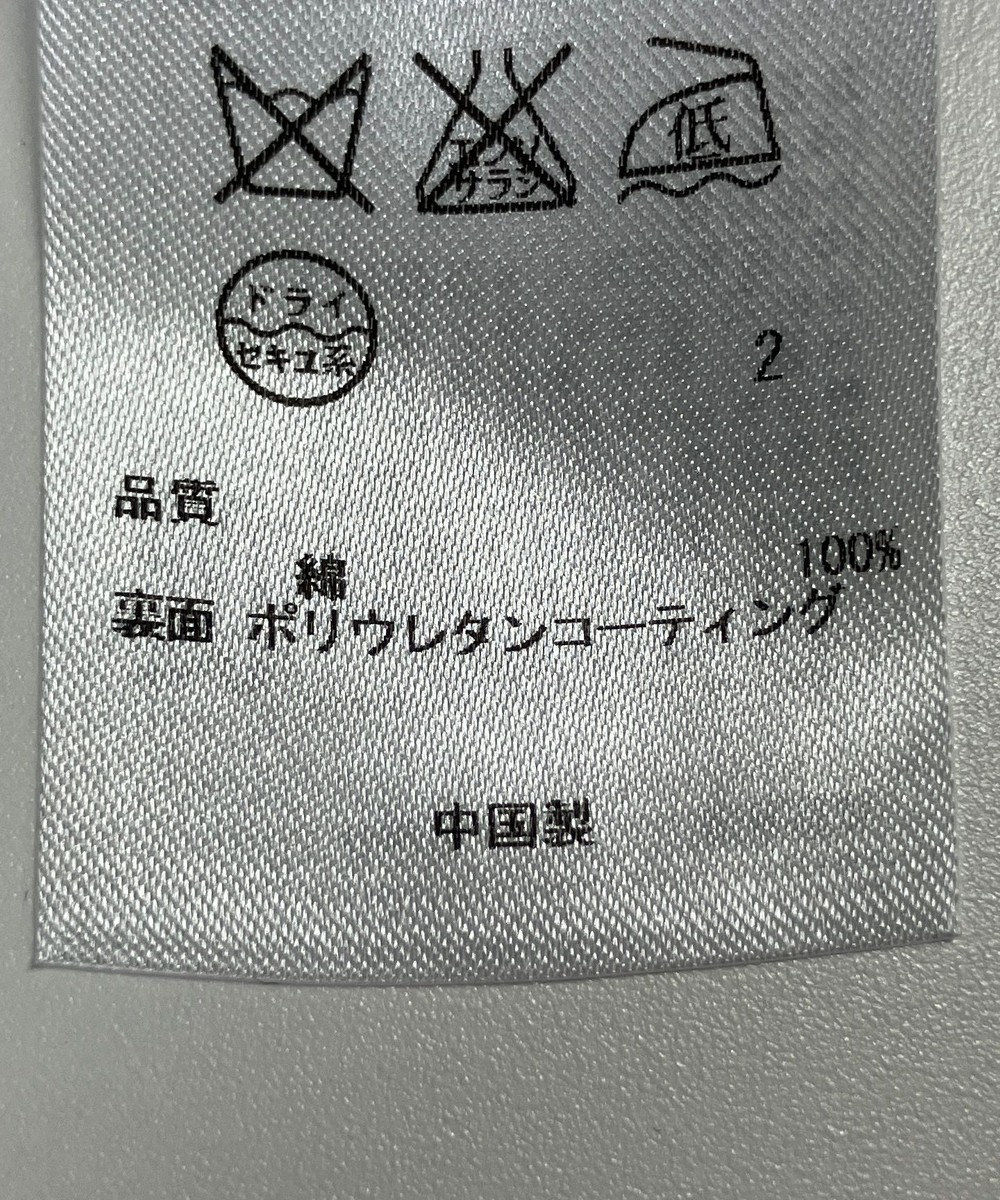 エンソ
サラシ
低
ドライ
セキユ系
2
品質
綿 100%
裏面 ポリウレタンコーティング
中国製